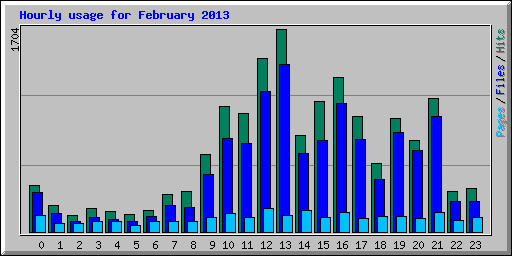 Hourly usage for February 2013
1704
Pages / Files / Hits
0 1 2 3 4 5 6 7 8 9 10 11 12 13 14 15 16 17 18 19 20 21 22 23